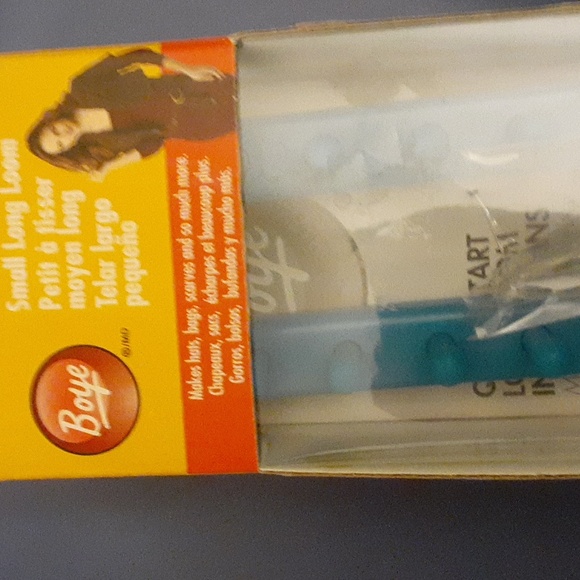 Small Long Loom
Petit à tisser
moyen long
Telar largo
pequeño
Boye
Makes hats, bags, scarves and so much more.
Chapeaux, sacs, écharpes et beaucoup plus.
Gorros, bolsos, bufandas y mucho más.